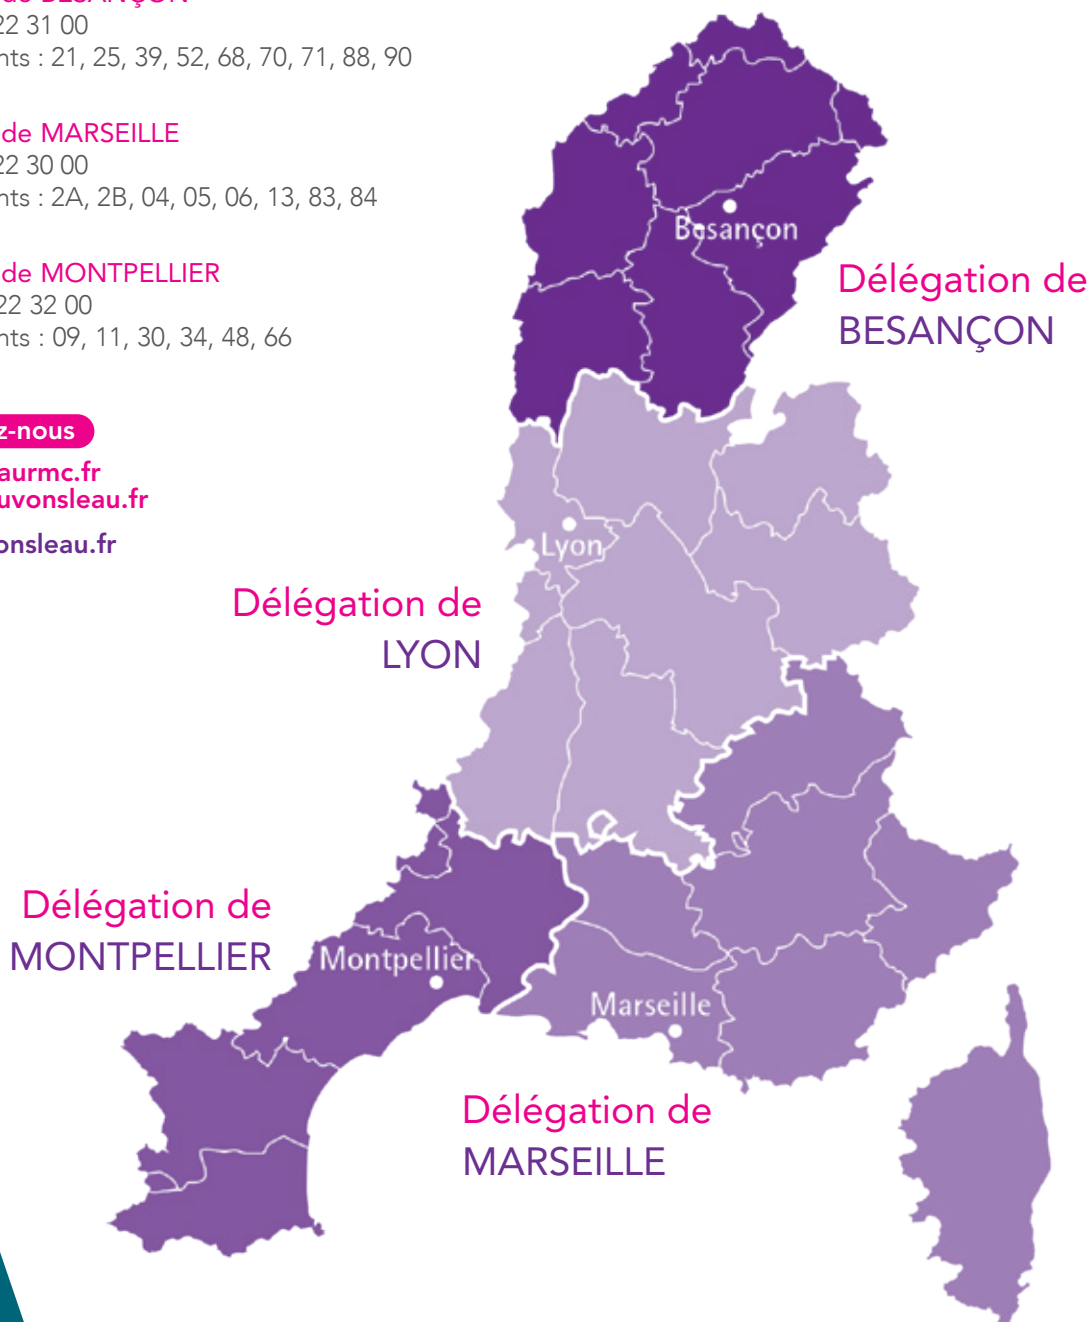 de BESANÇON
22 31 00
nts : 21, 25, 39, 52, 68, 70, 71, 88, 90
de MARSEILLE
22 30 00
nts : 2A, 2B, 04, 05, 06, 13, 83, 84
de MONTPELLIER
22 32 00
nts : 09, 11, 30, 34, 48, 66
z-nous
aurmc.fr
uvonsleau.fr
onsleau.fr
Besançon
Délégation de
BESANÇON
Lyon
Délégation de
LYON
Délégation de
MONTPELLIER
Montpellier
Marseille
Délégation de
MARSEILLE